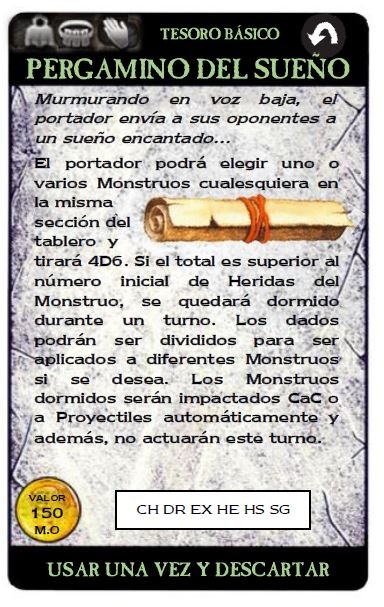 TESORO BÁSICO
PERGAMINO DEL SUEÑO
Murmurando en voz baja, el
portador envía a sus oponentes a
un sueño encantado...
El portador podrá elegir uno o
varios Monstruos cualesquiera en
la misma
sección del
tablero y
tirará 4D6. Si el total es superior al
número inicial de Heridas del
Monstruo, se quedará dormido
durante un turno. Los dados
podrán ser divididos para ser
aplicados a diferentes Monstruos
si se desea. Los Monstruos
dormidos serán impactados CaC o
a Proyectiles automáticamente y
además, no actuarán este turno.
VALOR
150
M.O
CH DR EX HE HS SG
USAR UNA VEZ Y DESCARTAR